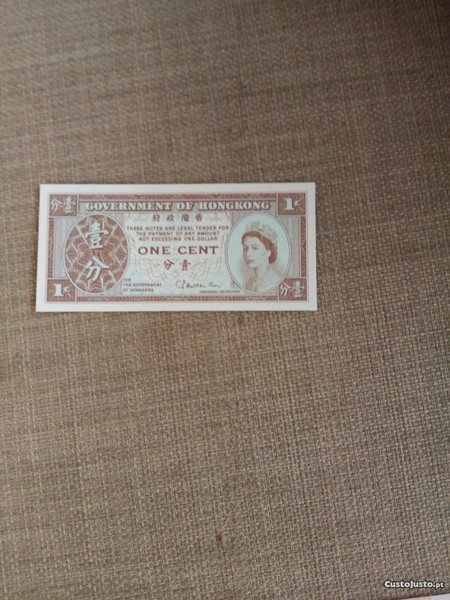 分壹 GOVERNMENT OF HONGKONG 1¢
府政港香
THESE NOTES ARE LEGAL TENDER FOR
THE PAYMENT OF ANY AMOUNT
NOT EXCEEDING ONE DOLLAR
壹分
ONE CENT
分壹
FOR
THE GOVERNMENT
OF HONGKONG
FINANCIAL SECRETARY
1¢ 分壹
CustoJusto.pt